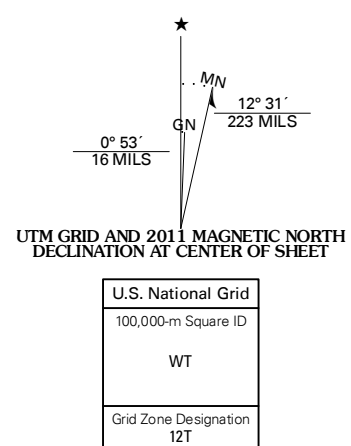 ★
MN
12° 31´
223 MILS
GN
0° 53´
16 MILS
UTM GRID AND 2011 MAGNETIC NORTH
DECLINATION AT CENTER OF SHEET
U.S. National Grid
100,000-m Square ID
WT
Grid Zone Designation
12T